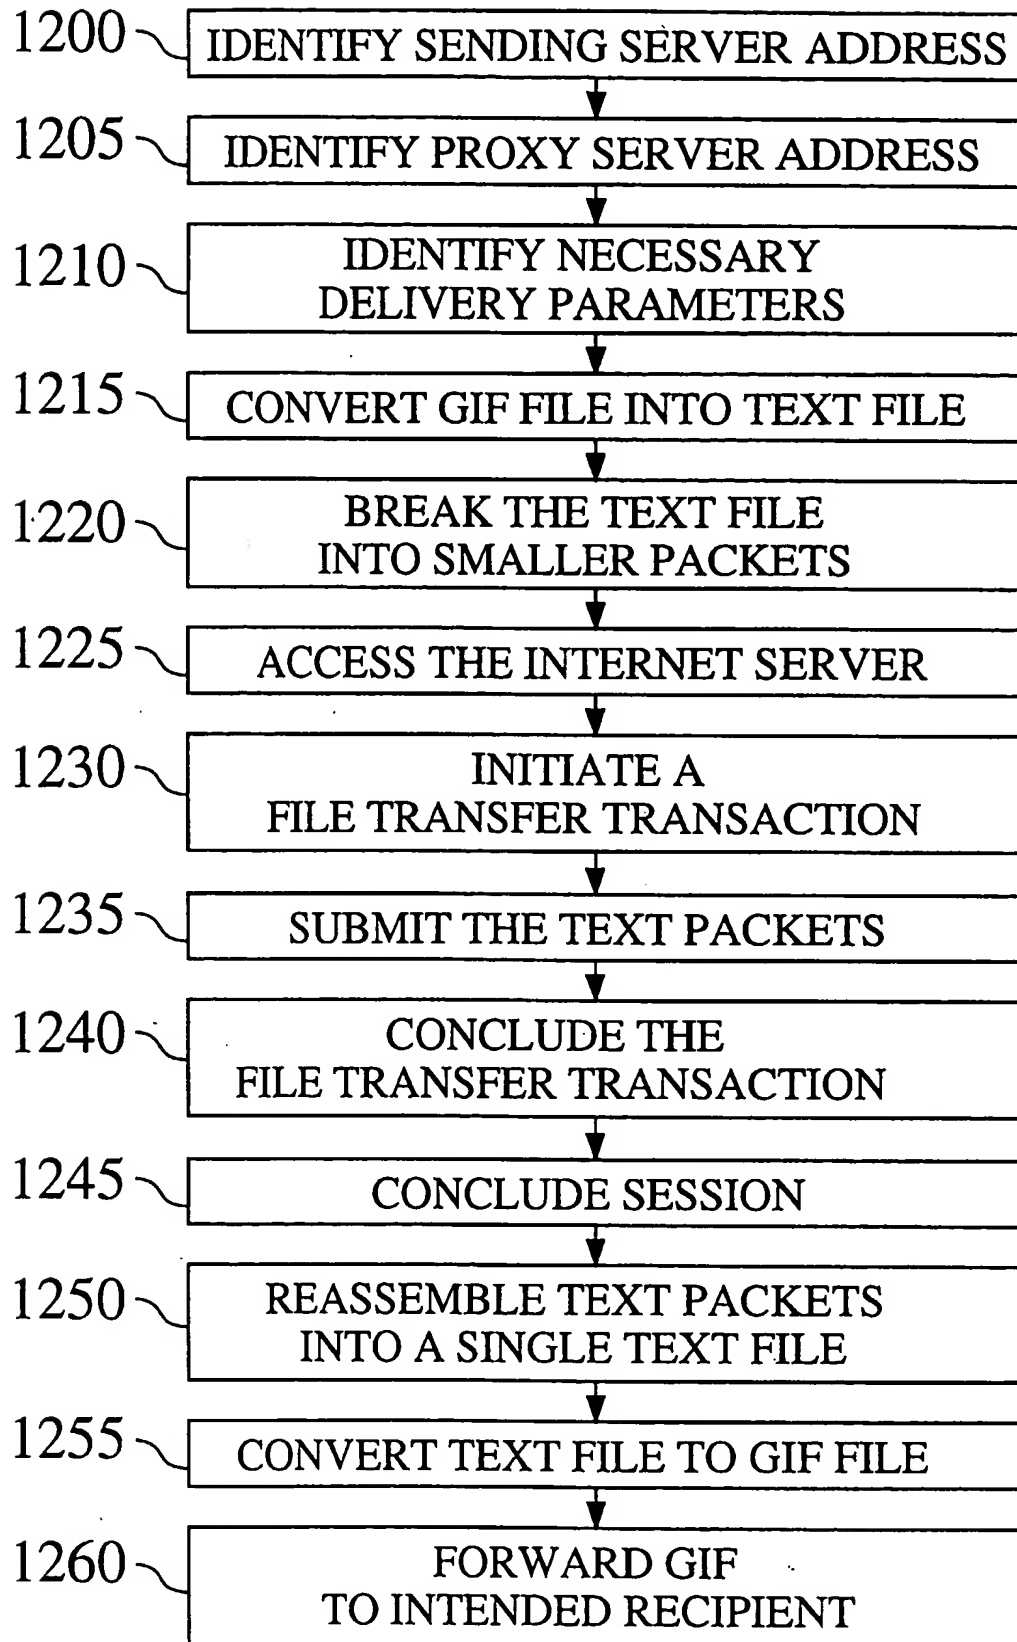 1200 IDENTIFY SENDING SERVER ADDRESS
1205 IDENTIFY PROXY SERVER ADDRESS
1210 IDENTIFY NECESSARY
DELIVERY PARAMETERS
1215 CONVERT GIF FILE INTO TEXT FILE
1220 BREAK THE TEXT FILE
INTO SMALLER PACKETS
1225 ACCESS THE INTERNET SERVER
1230 INITIATE A
FILE TRANSFER TRANSACTION
1235 SUBMIT THE TEXT PACKETS
1240 CONCLUDE THE
FILE TRANSFER TRANSACTION
1245 CONCLUDE SESSION
1250 REASSEMBLE TEXT PACKETS
INTO A SINGLE TEXT FILE
1255 CONVERT TEXT FILE TO GIF FILE
1260 FORWARD GIF
TO INTENDED RECIPIENT